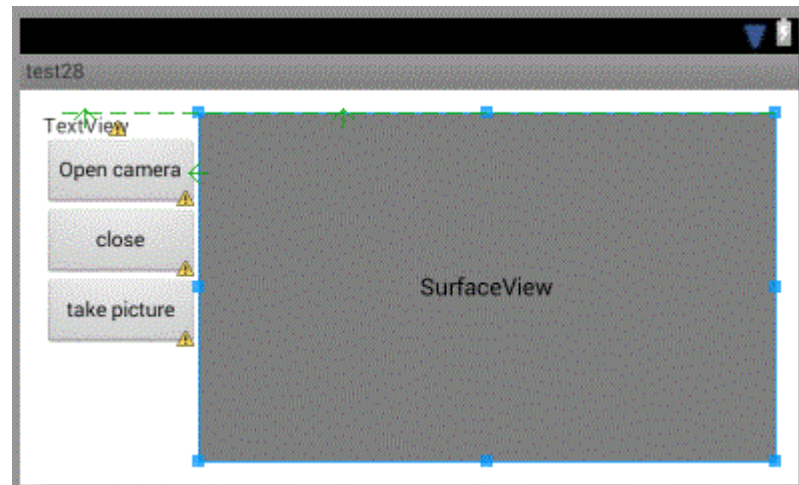 test28
TextView
Open camera
close
take picture
SurfaceView